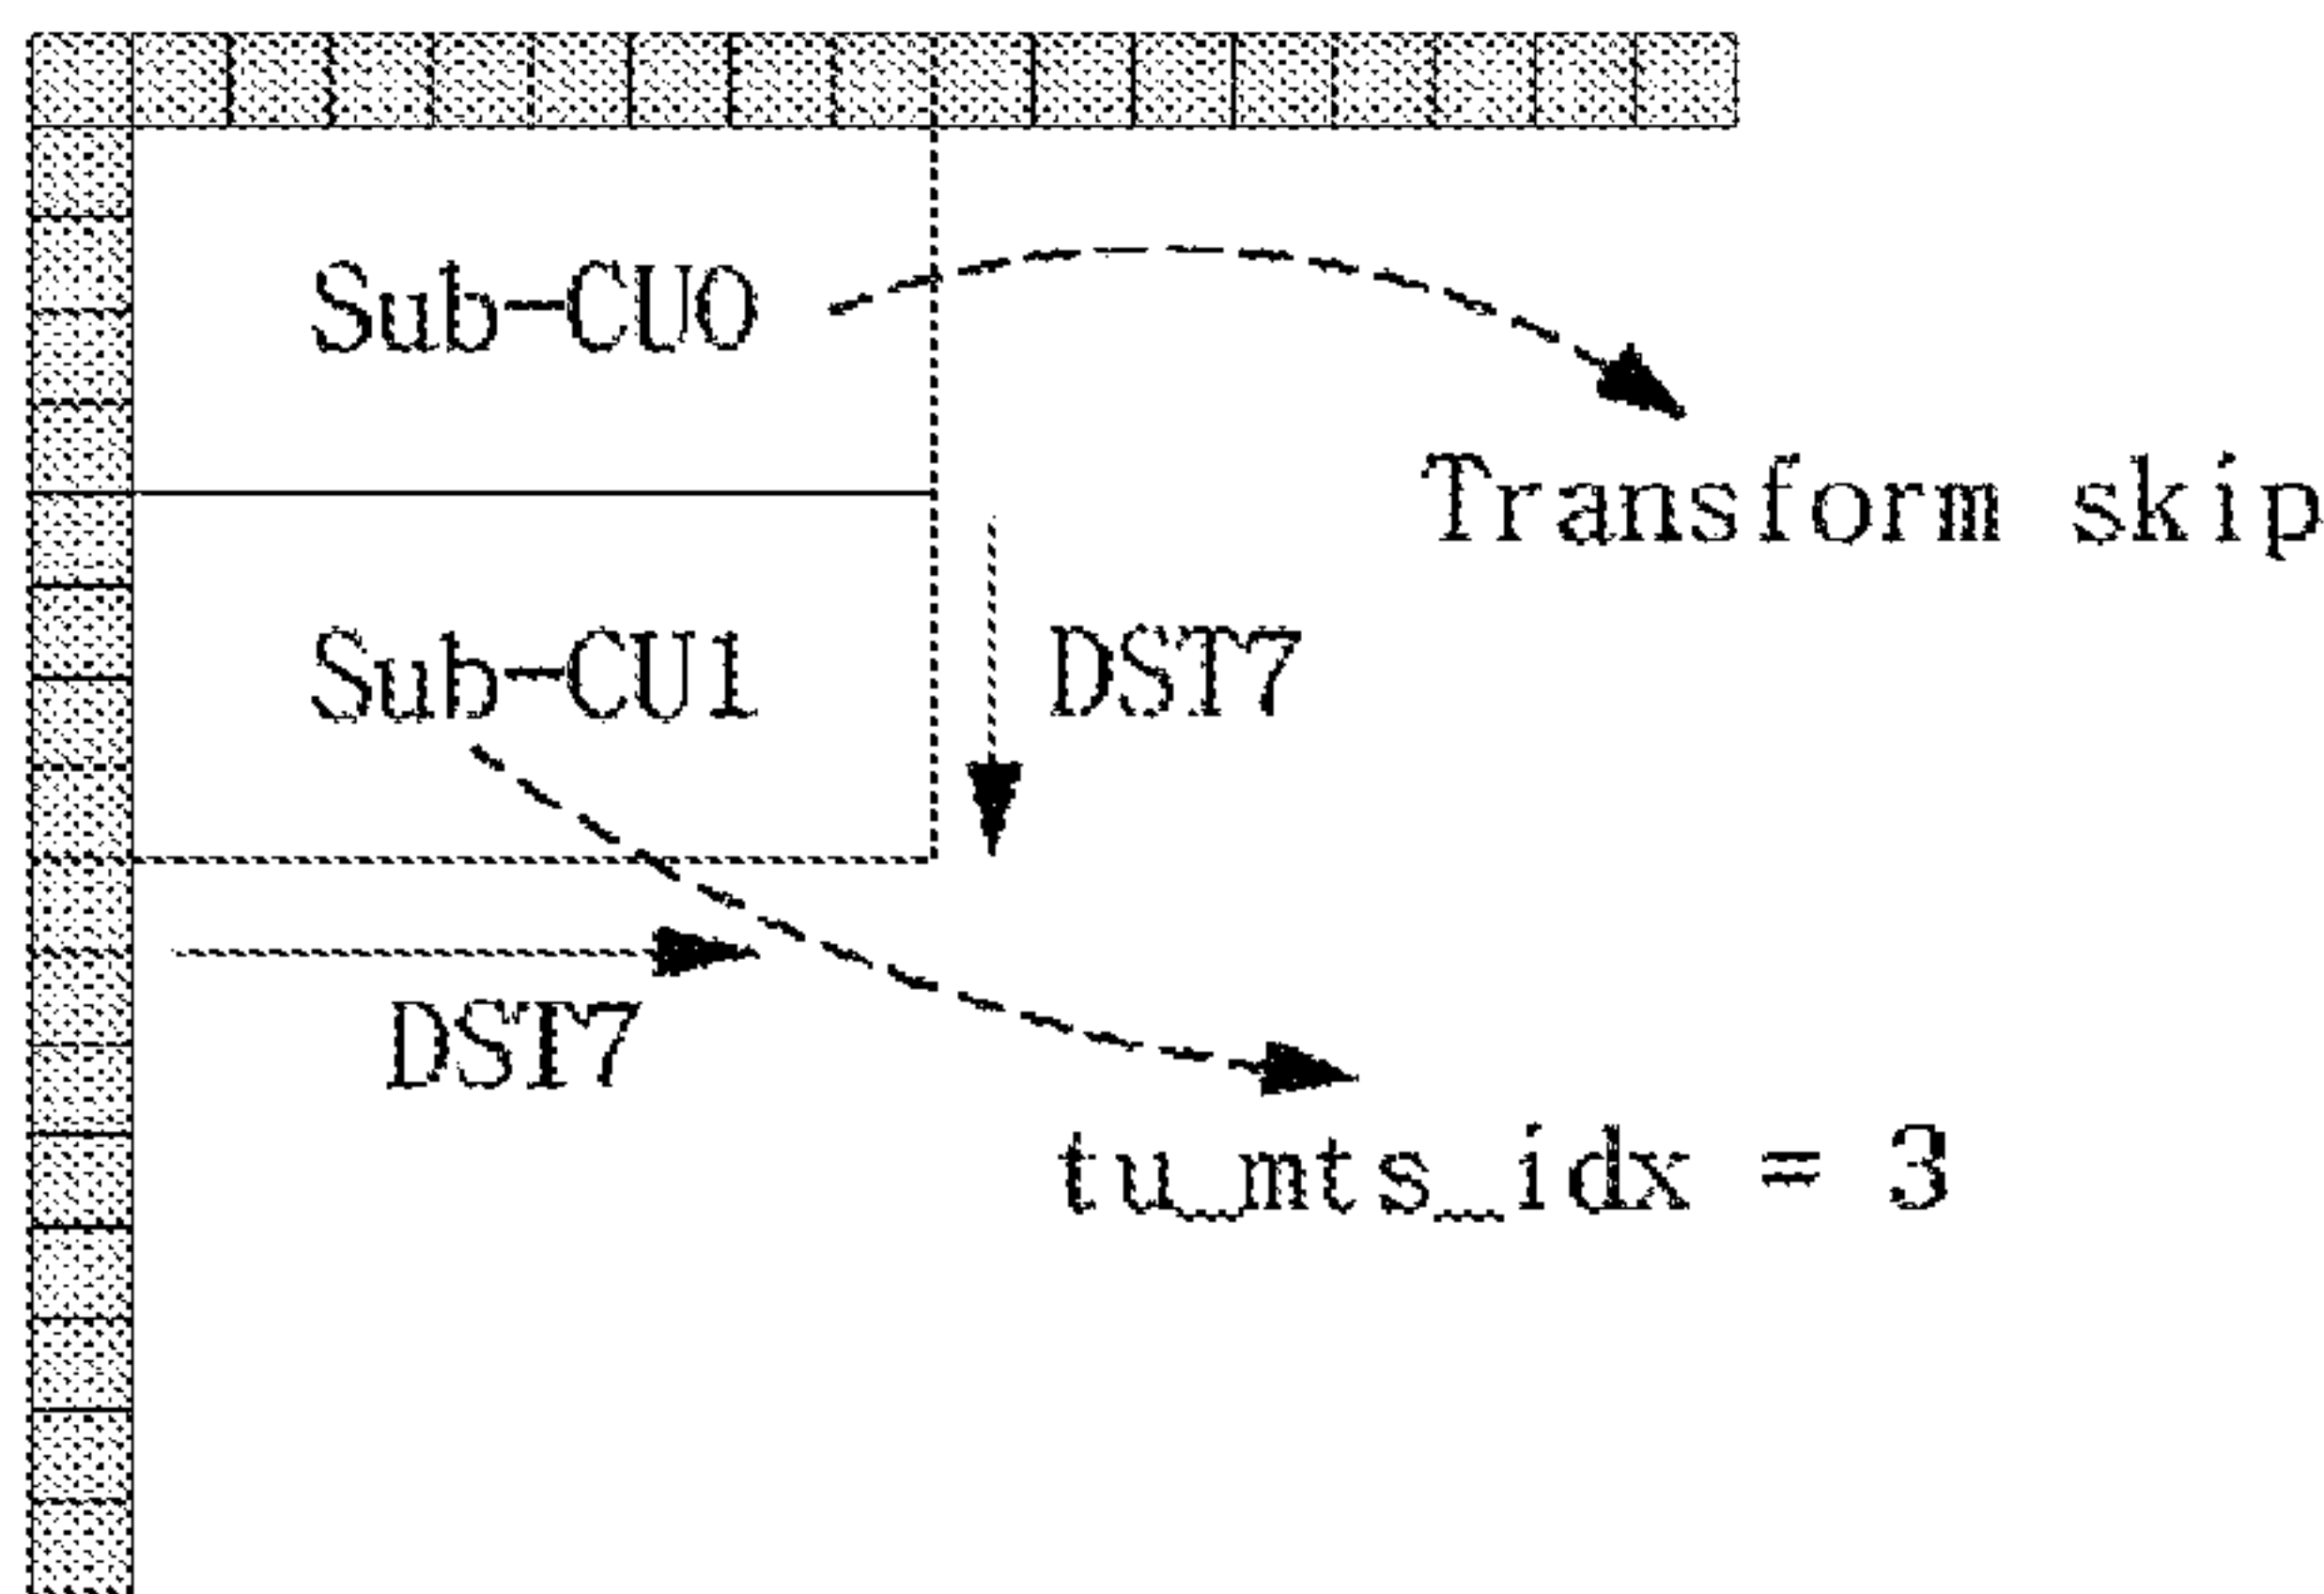 Sub-CU0
Transform skip
Sub-CU1
DST7
DST7
tu_mts_idx = 3